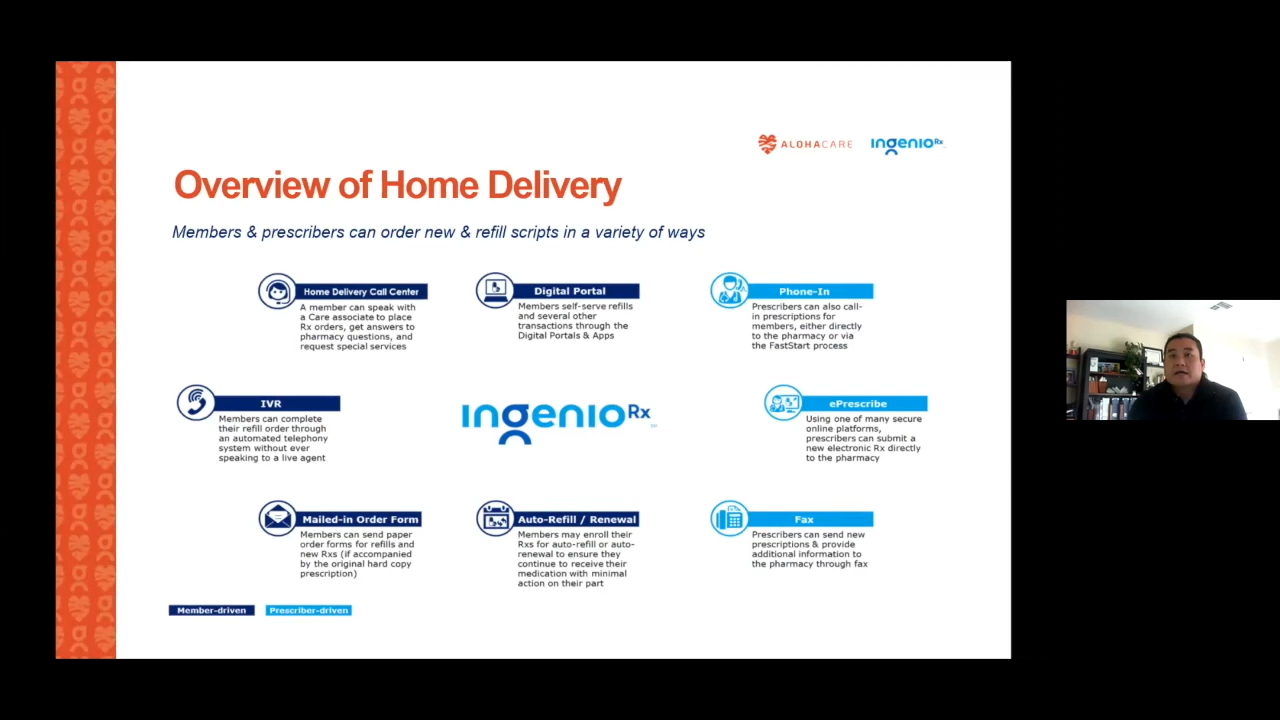 ALOHACARE
ingenioRx
Overview of Home Delivery
Members & prescribers can order new & refill scripts in a variety of ways
Home Delivery Call Center
A member can speak with
a Care associate to place
Rx orders, get answers to
pharmacy questions, and
request special services
Digital Portal
Members self-serve refills
and several other
transactions through the
Digital Portals & Apps
Phone-In
Prescribers can also call-
in prescriptions for
members, either directly
to the pharmacy or via
the FastStart process
IVR
Members can complete
their refill order through
an automated telephony
system without ever
speaking to a live agent
ingenioRx
ePrescribe
Using one of many secure
online platforms,
prescribers can submit a
new electronic Rx directly
to the pharmacy
Mailed-in Order Form
Members can send paper
order forms for refills and
new Rxs (if accompanied
by the original hard copy
prescription)
Auto-Refill / Renewal
Members may enroll their
Rxs for auto-refill or auto-
renewal to ensure they
continue to receive their
medication with minimal
action on their part
Fax
Prescribers can send new
prescriptions & provide
additional information to
the pharmacy through fax
Member-driven
Prescriber-driven